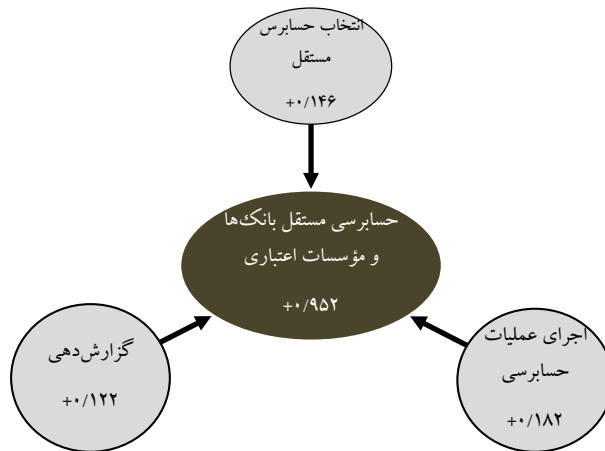 انتخاب حسابرس
مستقل
+۰/۱۴۶
حسابرسی مستقل بانک‌ها
و مؤسسات اعتباری
+۰/۹۵۲
گزارش‌دهی
+۰/۱۲۲
اجرای عملیات
حسابرسی
+۰/۱۸۲